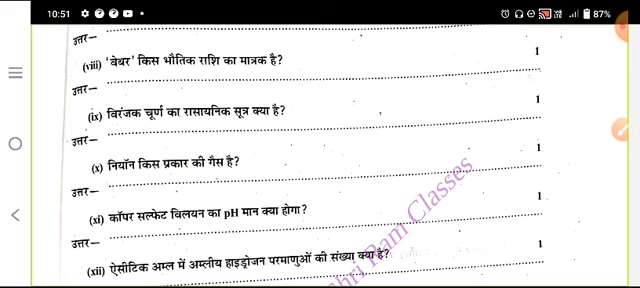 10:51 87%
उत्तर—
(viii) 'वेबर' किस भौतिक राशि का मात्रक है? 1
उत्तर—
(ix) विरंजक चूर्ण का रासायनिक सूत्र क्या है? 1
उत्तर—
(x) नियॉन किस प्रकार की गैस है? 1
उत्तर—
(xi) कॉपर सल्फेट विलयन का pH मान क्या होगा? 1
उत्तर—
(xii) ऐसीटिक अम्ल में अम्लीय हाइड्रोजन परमाणुओं की संख्या क्या है? 1
Shri Ram Classes